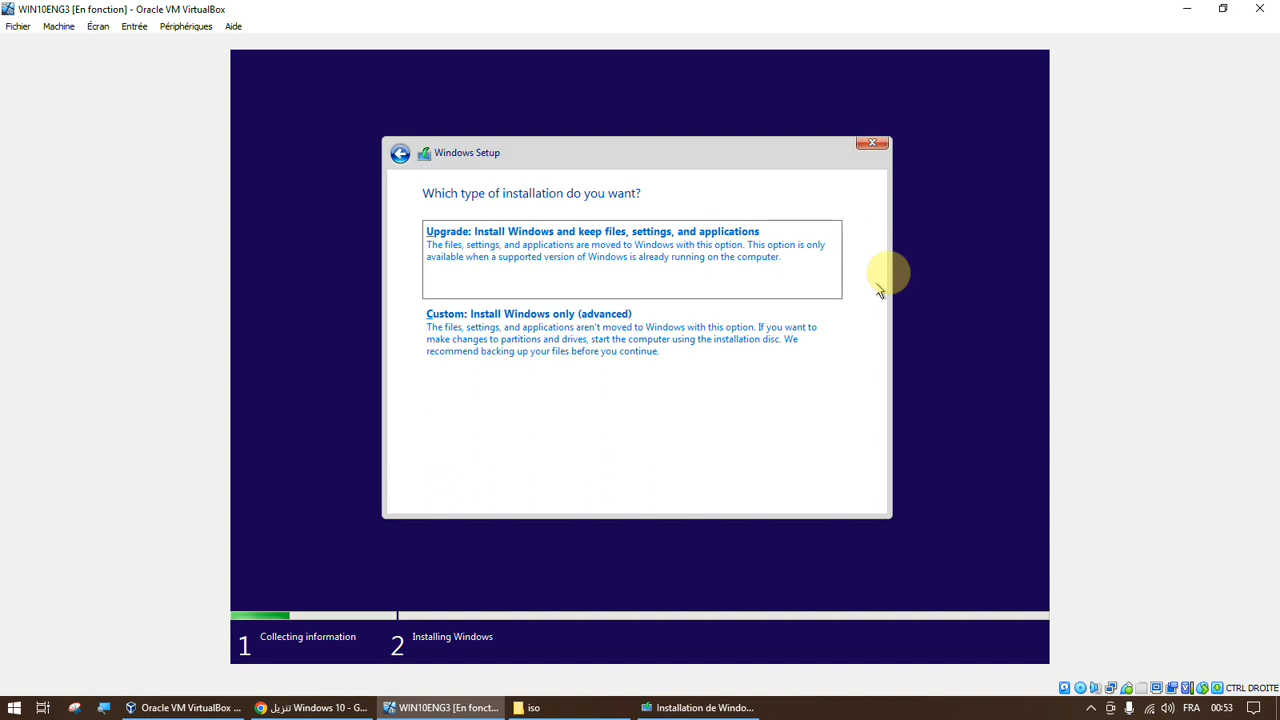 WIN10ENG3 [En fonction] - Oracle VM VirtualBox
Fichier Machine Écran Entrée Périphériques Aide
Windows Setup
Which type of installation do you want?
Upgrade: Install Windows and keep files, settings, and applications
The files, settings, and applications are moved to Windows with this option. This option is only
available when a supported version of Windows is already running on the computer.
Custom: Install Windows only (advanced)
The files, settings, and applications aren't moved to Windows with this option. If you want to
make changes to partitions and drives, start the computer using the installation disc. We
recommend backing up your files before you continue.
1 Collecting information 2 Installing Windows
CTRL DROITE
Oracle VM VirtualBox ... تنزيل Windows 10 - G... WIN10ENG3 [En fonct... iso Installation de Windo... FRA 00:53